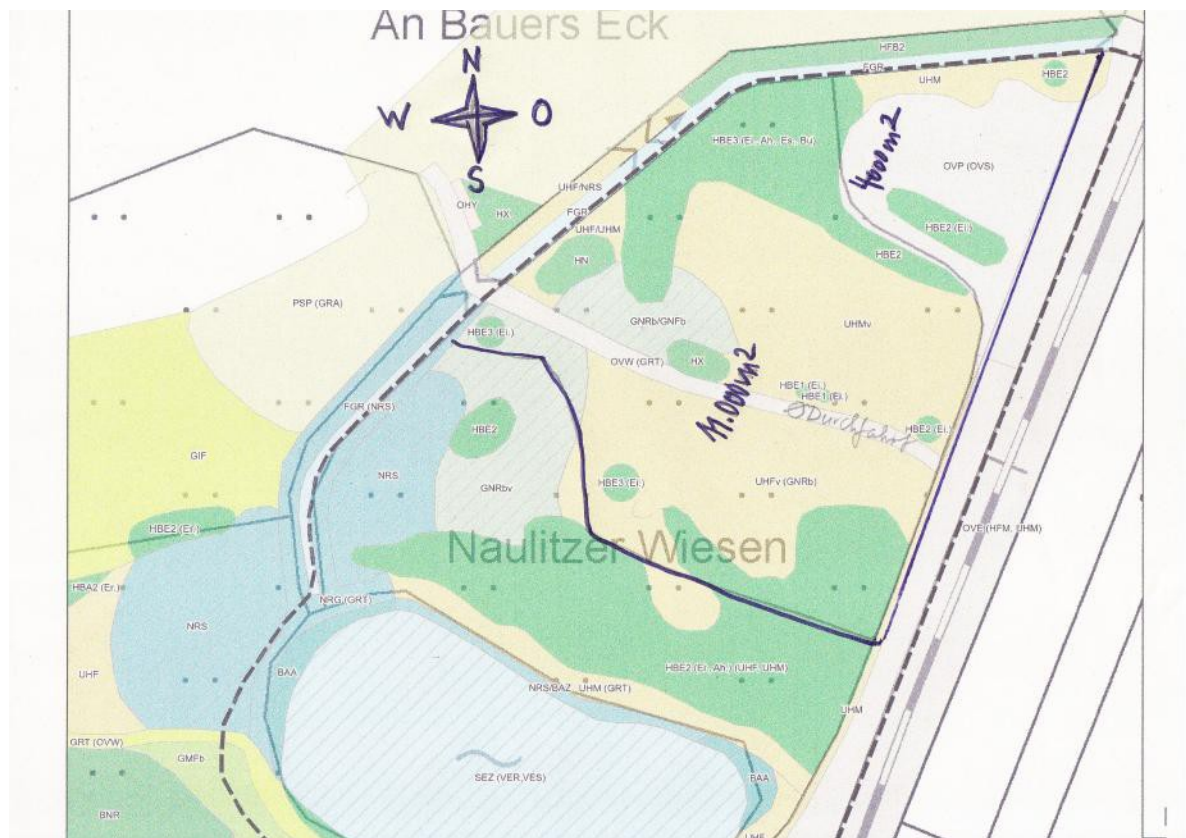 An Bauers Eck
N
W O
S
HFB2
FGR
UHM
HBE2
HBE3 (Ei., Ah., Es., Bu)
4000m2
OVP (OVS)
UHF/NRS
OHY
HX
FGR
UHF/UHM
HBE2 (Ei.)
HN
HBE2
PSP (GRA)
GNRb/GNFb
UHMv
HBE3 (Ei.)
OVW (GRT)
HX
11.000m2
HBE1 (Ei.)
HBE1 (Ei.)
FGR (NRS)
Durchfahrt
HBE2
HBE2 (Ei.)
GIF
NRS
GNRbv
HBE3 (Ei.)
UHFv (GNRb)
HBE2 (Er.)
OVE (HFM, UHM)
Naulitzer Wiesen
HBA2 (Er.)
NRG (GRT)
NRS
UHF
BAA
HBE2 (Ei., Ah.) (UHF, UHM)
NRS/BAZ UHM (GRT)
UHM
GRT (OVW)
GMFb
SEZ (VER,VES)
BAA
BNR
UHF